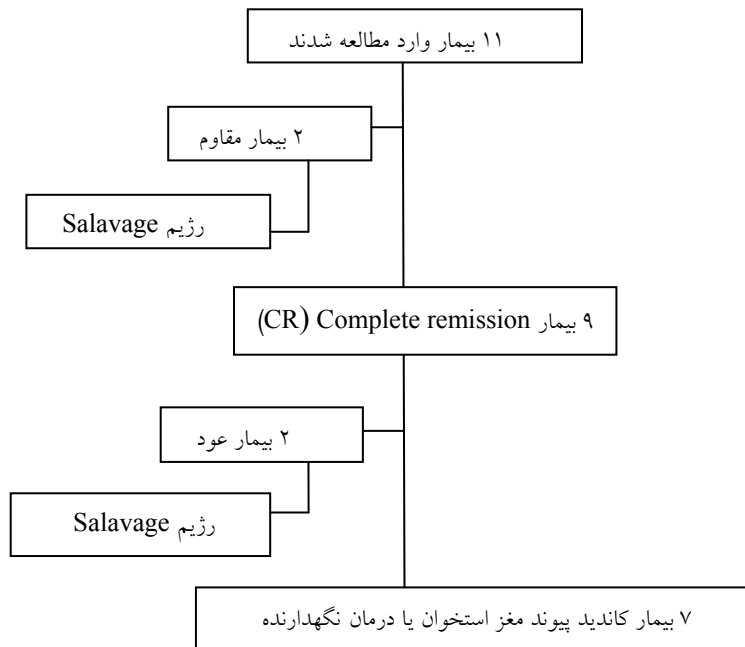 ۱۱ بیمار وارد مطالعه شدند
۲ بیمار مقاوم
رژیم Salavage
۹ بیمار Complete remission (CR)
۲ بیمار عود
رژیم Salavage
۷ بیمار کاندید پیوند مغز استخوان یا درمان نگهدارنده